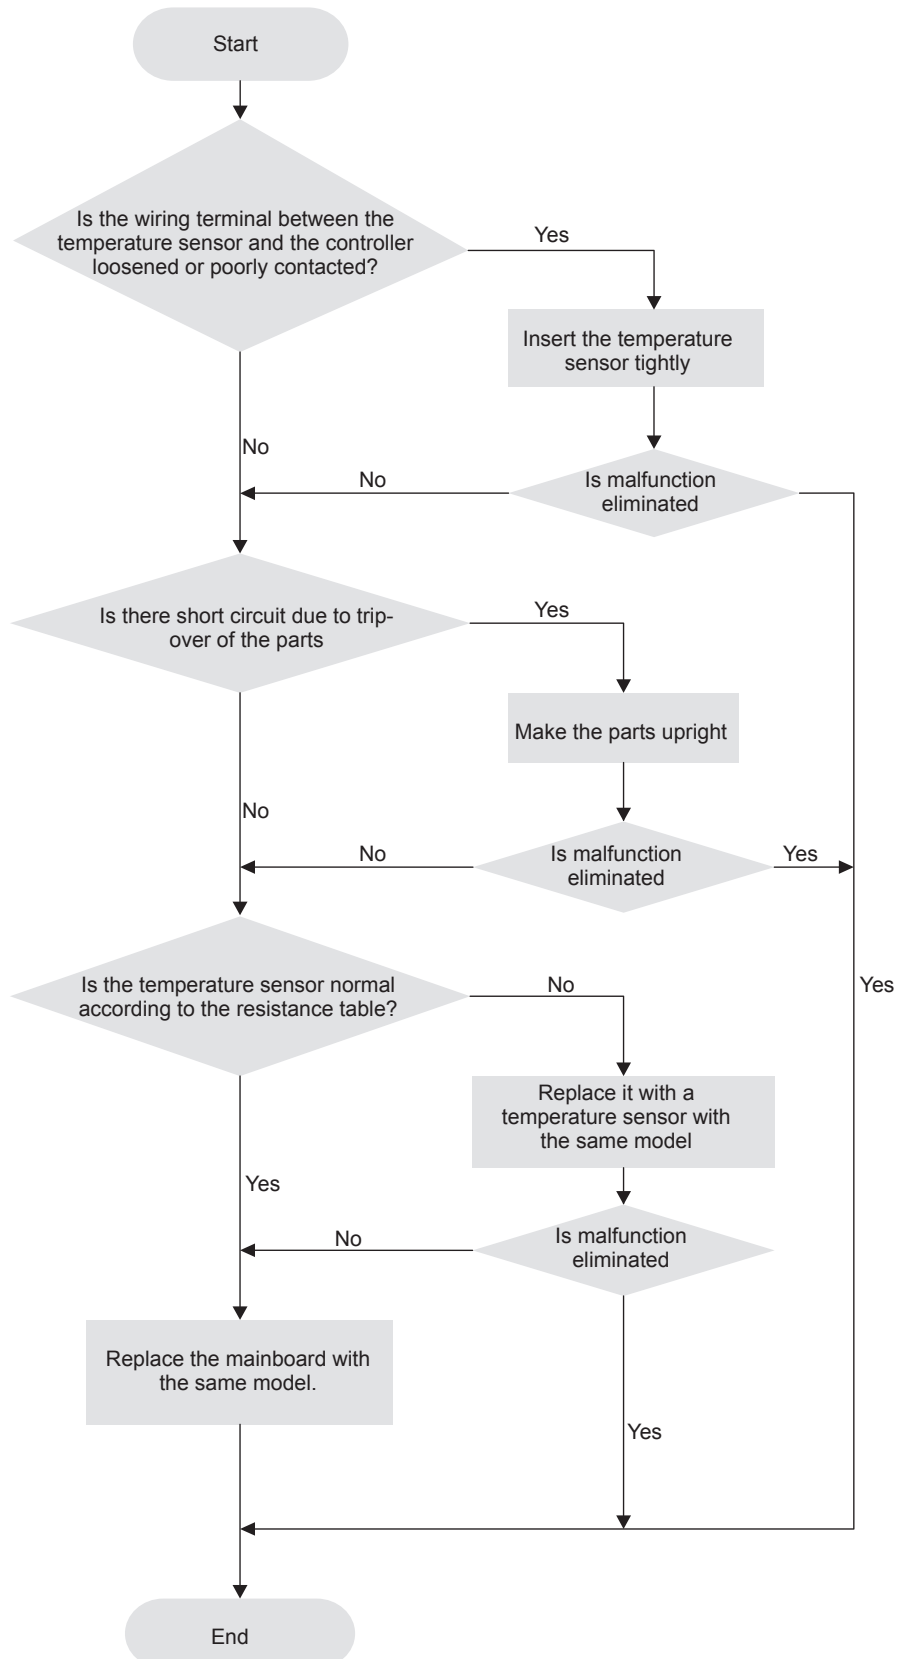 Start
Is the wiring terminal between the
temperature sensor and the controller
loosened or poorly contacted?
Yes
Insert the temperature
sensor tightly
No
No
Is malfunction
eliminated
Is there short circuit due to trip-
over of the parts
Yes
Make the parts upright
No
No
Is malfunction
eliminated
Yes
Yes
Is the temperature sensor normal
according to the resistance table?
No
Replace it with a
temperature sensor with
the same model
Yes
No
Is malfunction
eliminated
Replace the mainboard with
the same model.
Yes
End